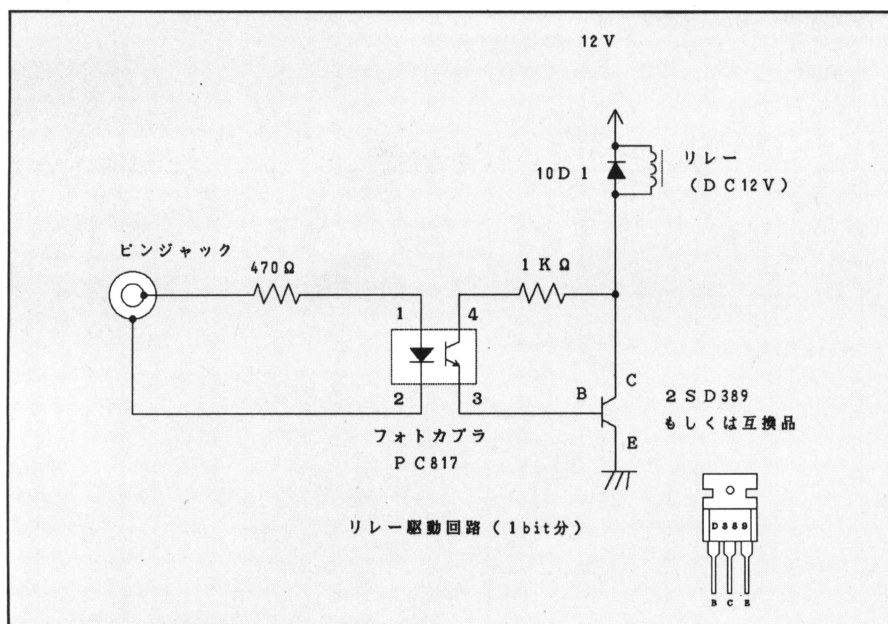 12V
10D1
リレー
(DC12V)
ピンジャック
470Ω
1KΩ
1
4
2
3
フォトカプラ
PC817
B
C
E
2SD389
もしくは互換品
リレー駆動回路(1bit分)
D389
B C E